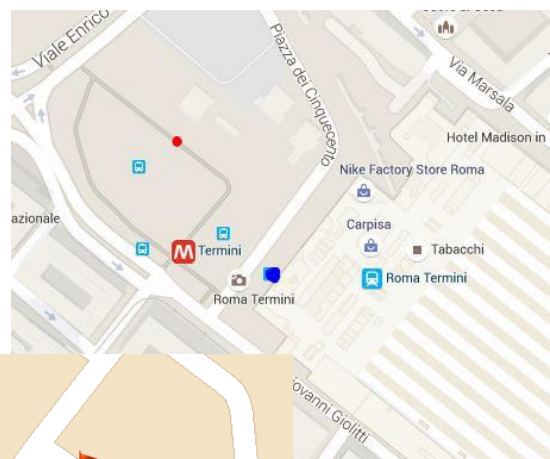 Viale Enrico
Piazza dei Cinquecento
Via Marsala
Hotel Madison in
Nike Factory Store Roma
azionale
Carpisa
M Termini
Tabacchi
Roma Termini
Roma Termini
ovanni Giolitti